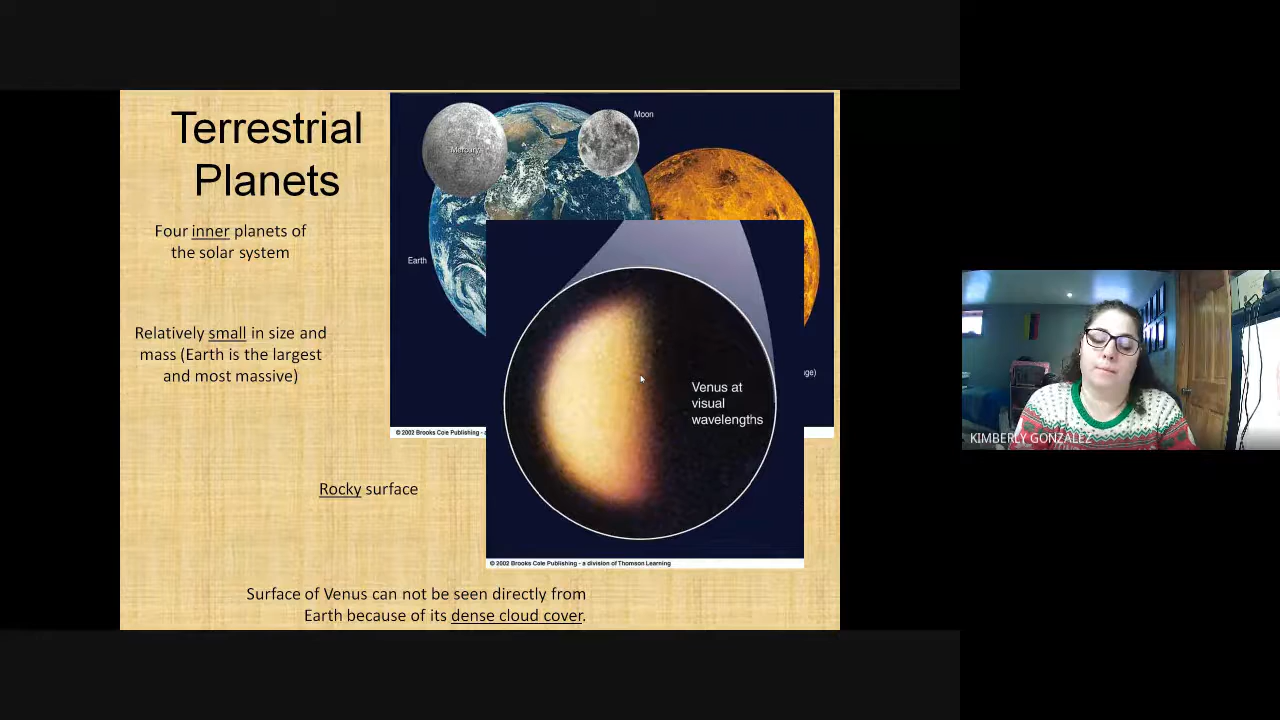 Terrestrial
Planets
Four inner planets of
the solar system
Relatively small in size and
mass (Earth is the largest
and most massive)
Rocky surface
Surface of Venus can not be seen directly from
Earth because of its dense cloud cover.
Mercury
Moon
Earth
ge)
© 2002 Brooks Cole Publishing - a
Venus at
visual
wavelengths
© 2002 Brooks Cole Publishing - a division of Thomson Learning
KIMBERLY GONZALEZ